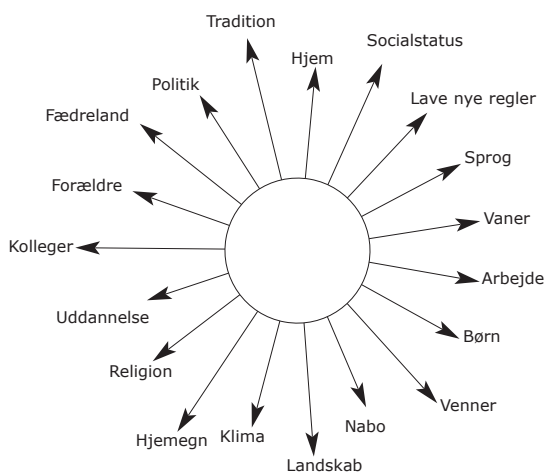 Tradition
Hjem
Socialstatus
Lave nye regler
Sprog
Vaner
Arbejde
Børn
Venner
Nabo
Landskab
Klima
Hjemegn
Religion
Uddannelse
Kolleger
Forældre
Fædreland
Politik